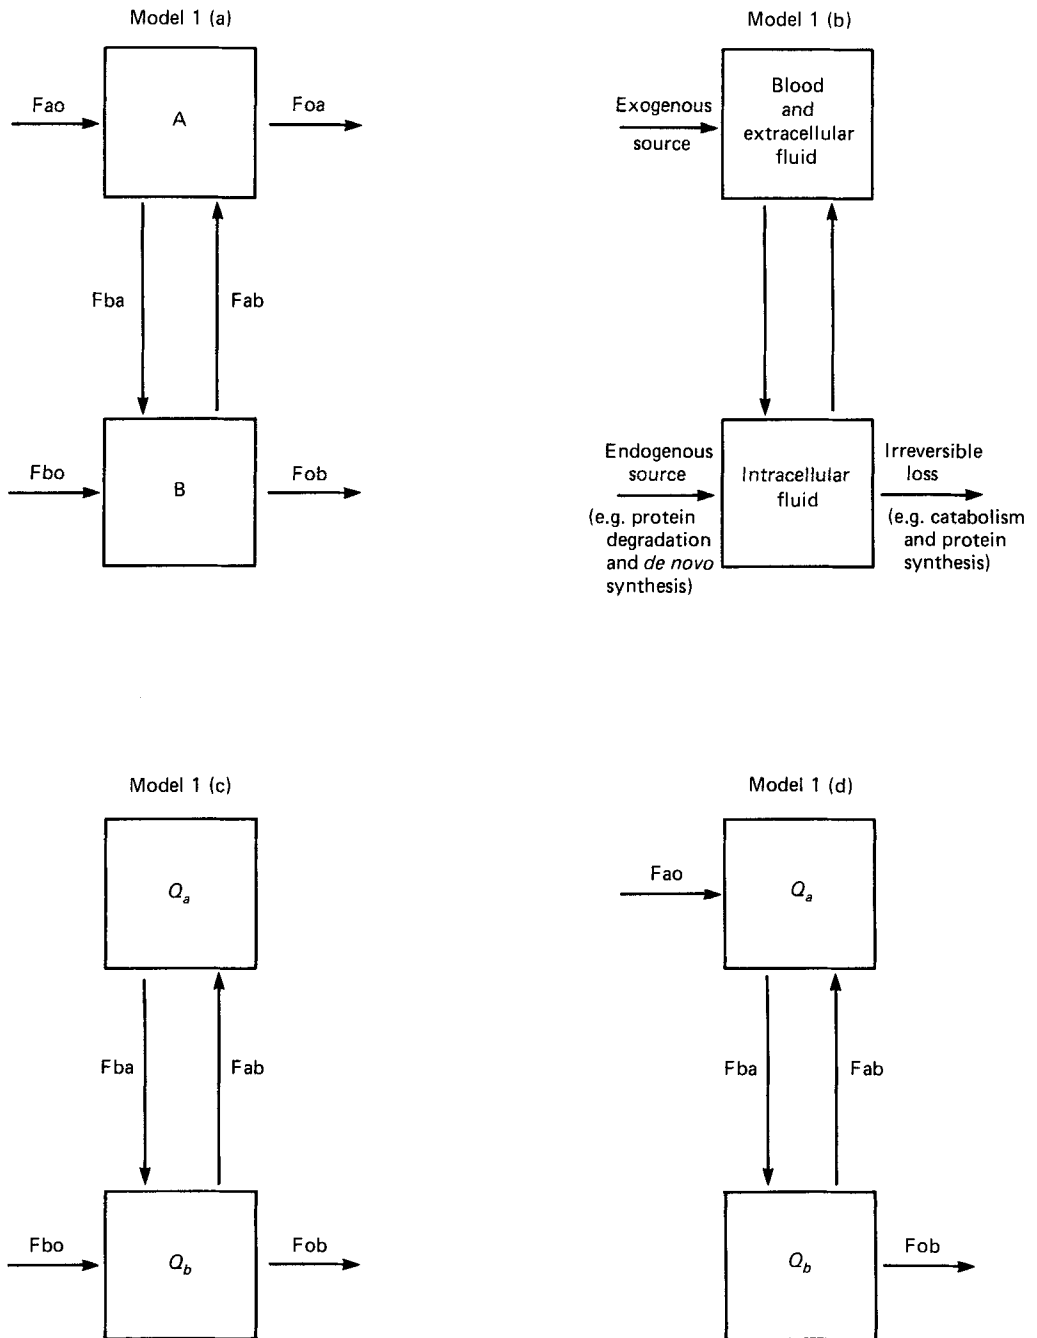 Model 1 (a)
Fao
A
Foa
Fba
Fab
Fbo
B
Fob
Model 1 (b)
Exogenous
source
Blood
and
extracellular
fluid
Endogenous
source
(e.g. protein
degradation
and de novo
synthesis)
Intracellular
fluid
Irreversible
loss
(e.g. catabolism
and protein
synthesis)
Model 1 (c)
Qa
Fba
Fab
Fbo
Qb
Fob
Model 1 (d)
Fao
Qa
Fba
Fab
Qb
Fob